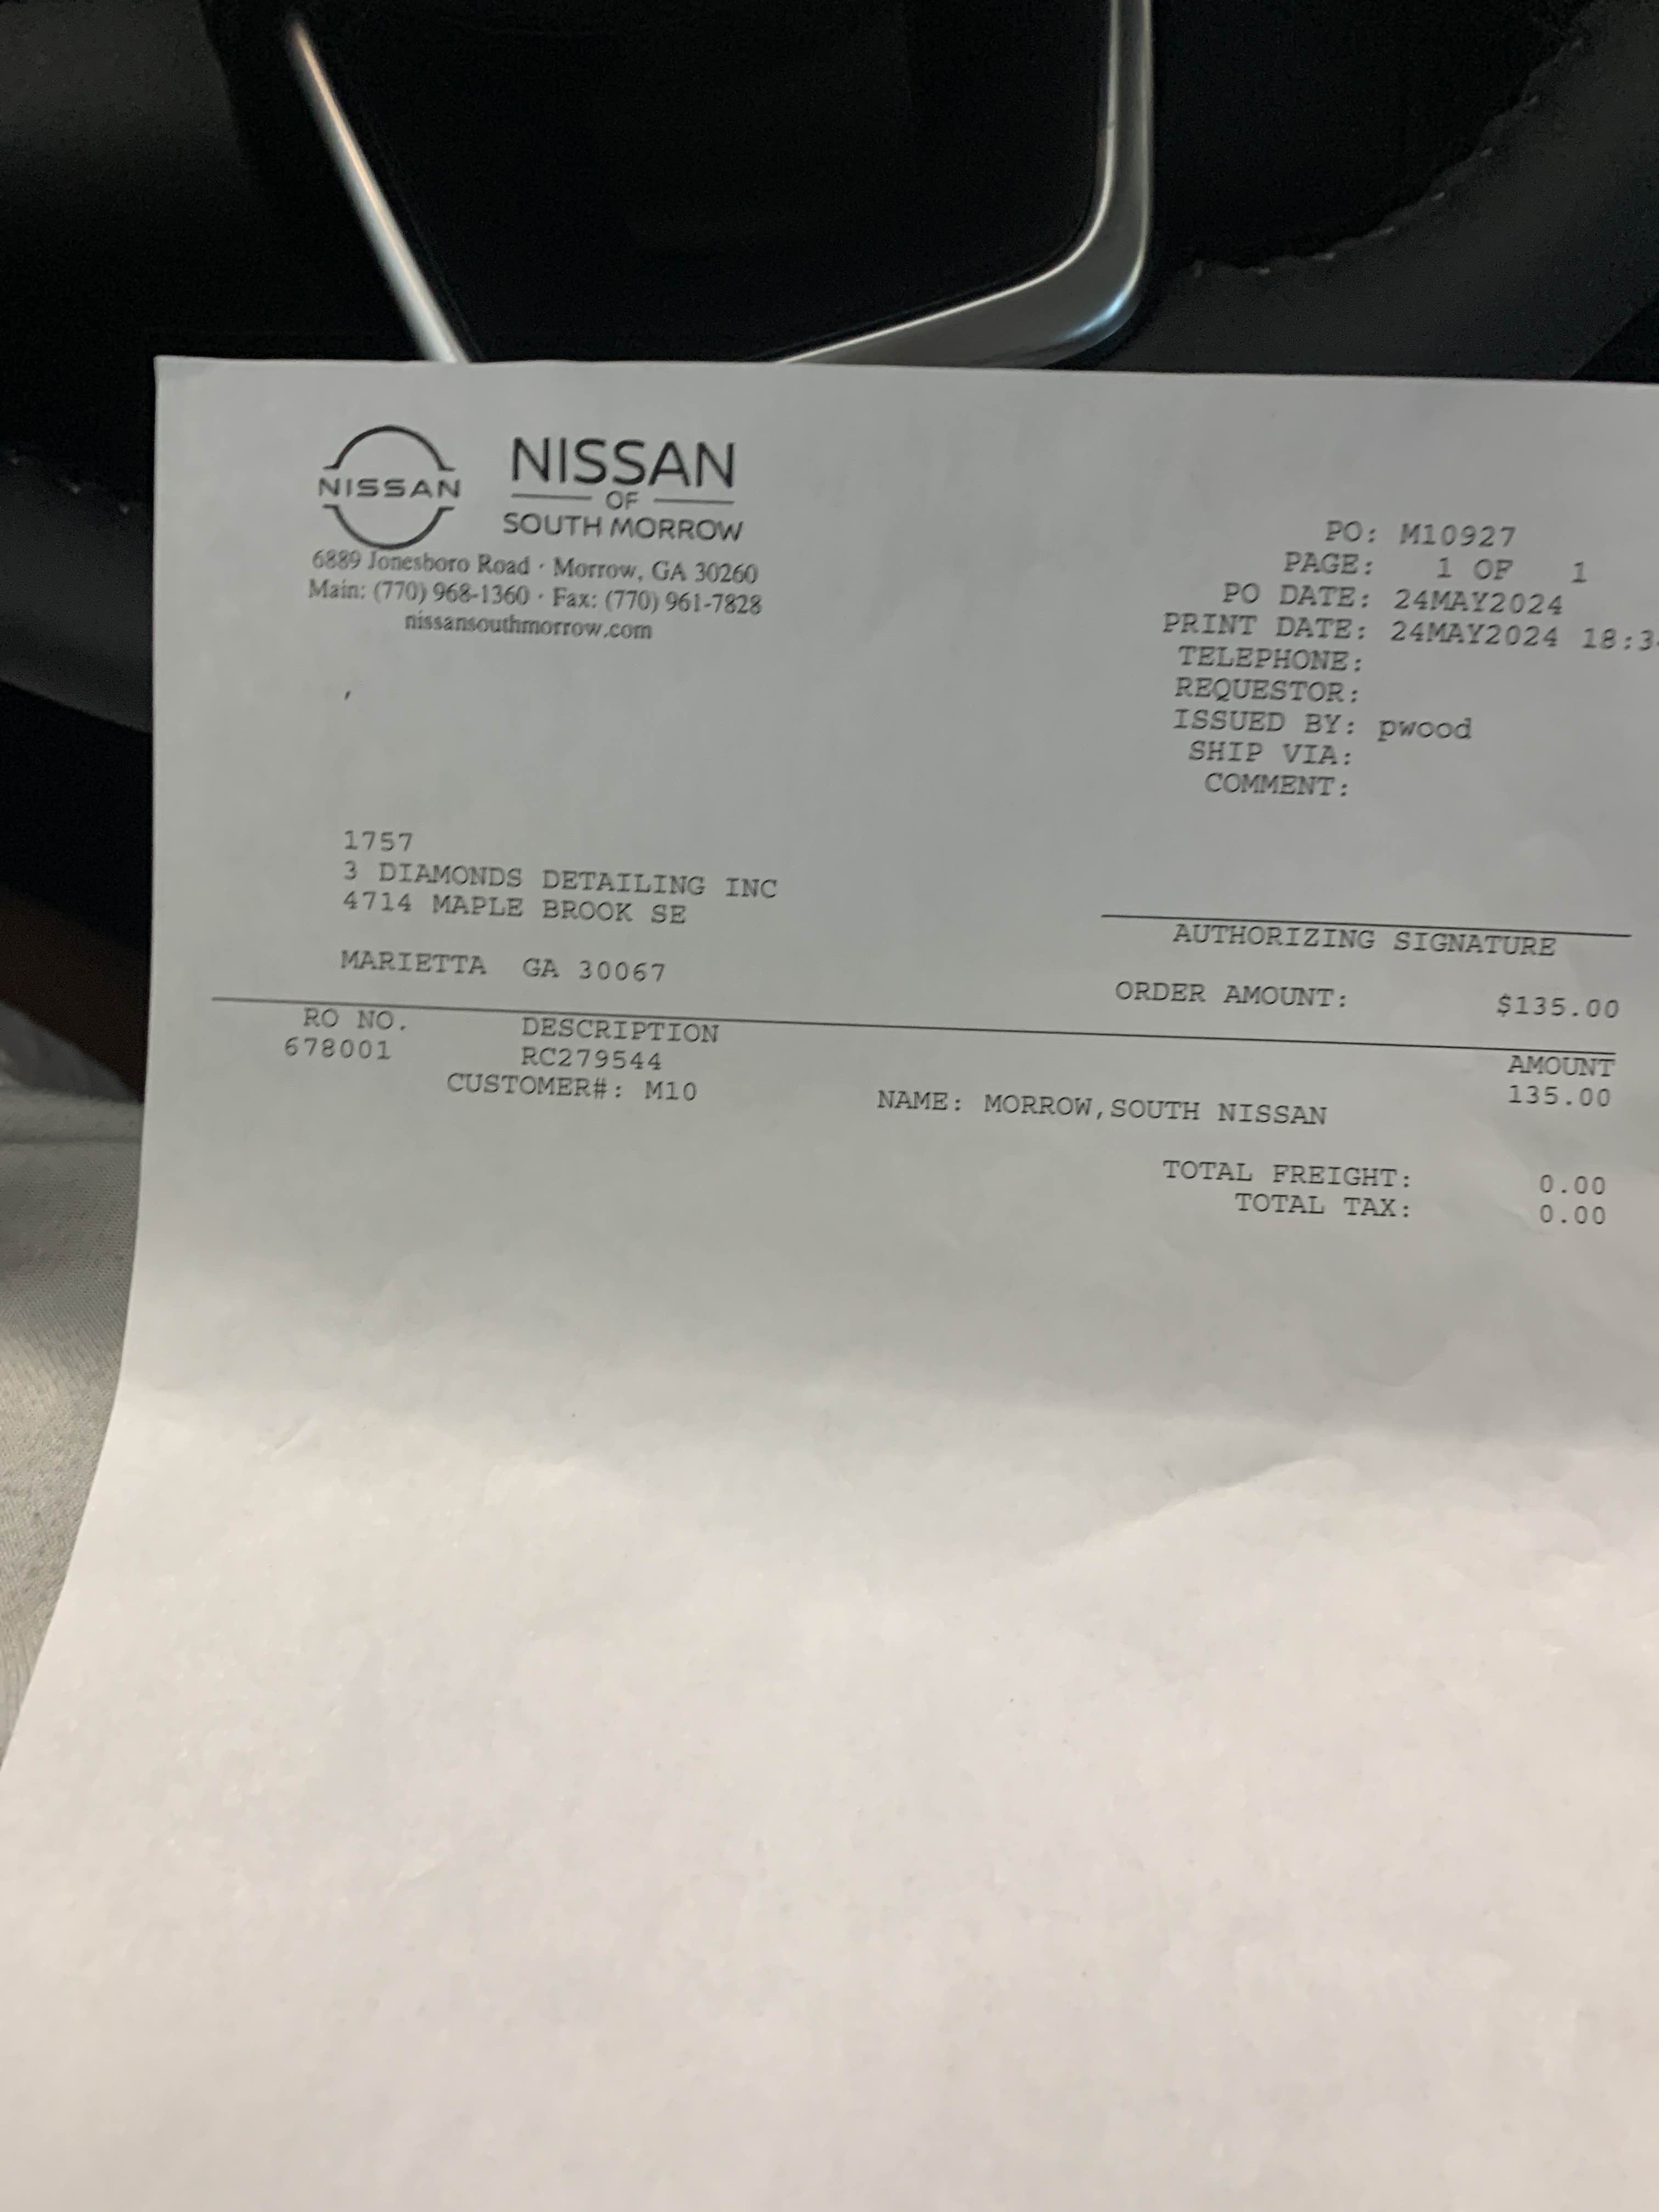 NISSAN
NISSAN
OF
SOUTH MORROW
6889 Jonesboro Road · Morrow, GA 30260
Main: (770) 968-1360 · Fax: (770) 961-7828
nissansouthmorrow.com
PO: M10927
PAGE: 1 OF 1
PO DATE: 24MAY2024
PRINT DATE: 24MAY2024 18:3
TELEPHONE:
REQUESTOR:
ISSUED BY: pwood
SHIP VIA:
COMMENT:
,
1757
3 DIAMONDS DETAILING INC
4714 MAPLE BROOK SE
MARIETTA GA 30067
AUTHORIZING SIGNATURE
ORDER AMOUNT: $135.00
RO NO. DESCRIPTION AMOUNT
678001 RC279544 135.00
CUSTOMER#: M10 NAME: MORROW,SOUTH NISSAN
TOTAL FREIGHT: 0.00
TOTAL TAX: 0.00